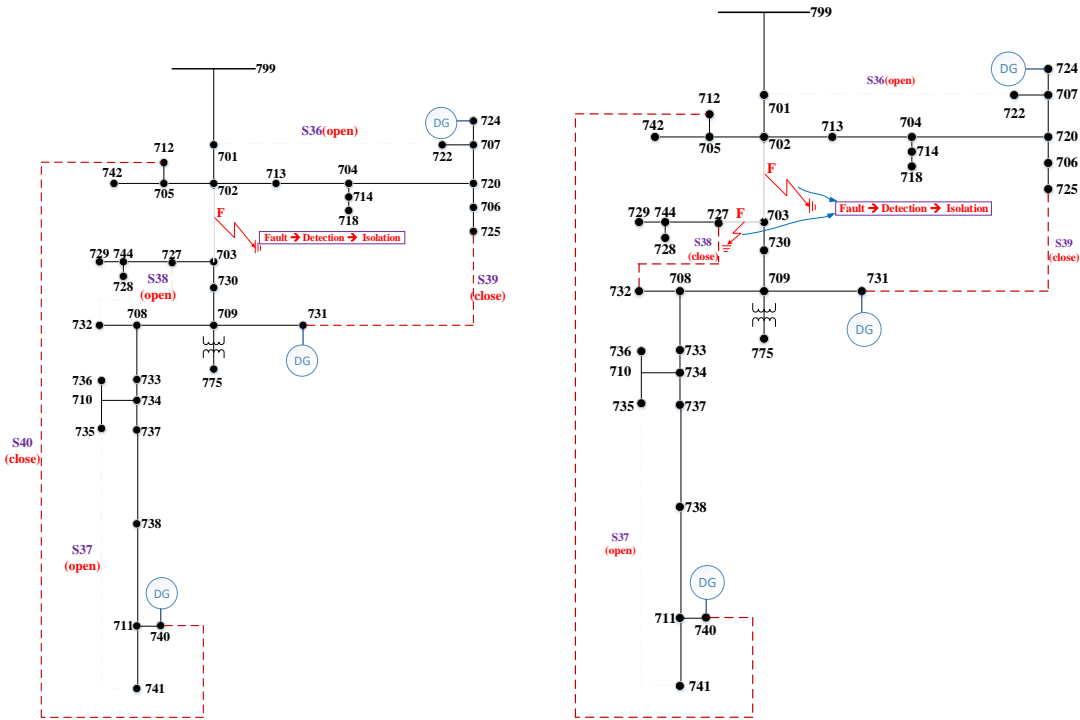 799
S36(open)
DG
724
707
722
712
701
742
705
702
713
704
714
718
720
706
725
F
Fault → Detection → Isolation
729
744
727
703
728
S38
(open)
730
S39
(close)
732
708
709
731
DG
775
736
733
710
734
735
737
S40
(close)
738
S37
(open)
DG
711
740
741
799
S36(open)
DG
724
707
722
712
701
742
705
702
713
704
714
718
720
706
725
F
Fault → Detection → Isolation
729
744
727
F
703
728
S38
(close)
730
S39
(close)
732
708
709
731
DG
775
736
733
710
734
735
737
738
S37
(open)
DG
711
740
741